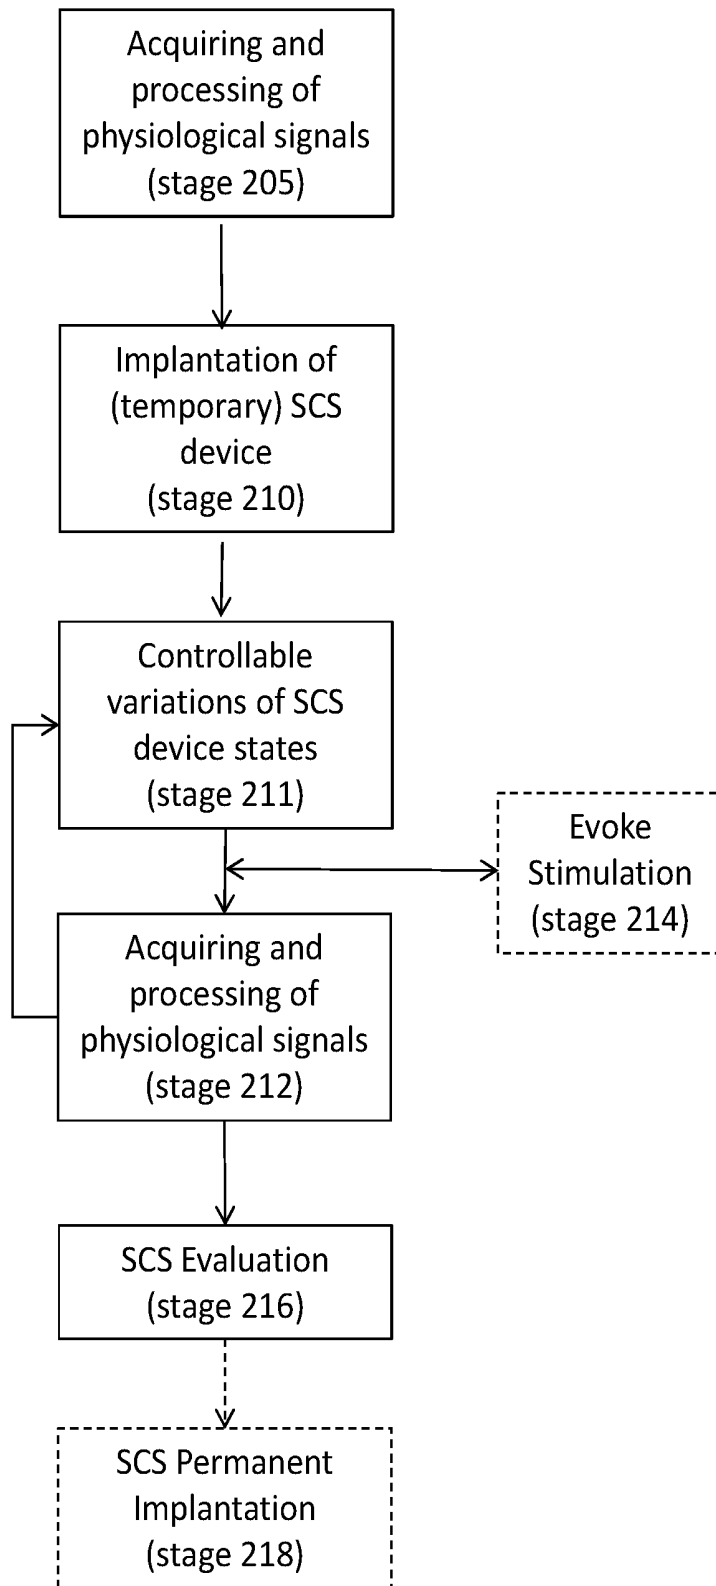 Acquiring and
processing of
physiological signals
(stage 205)
Implantation of
(temporary) SCS
device
(stage 210)
Controllable
variations of SCS
device states
(stage 211)
Evoke
Stimulation
(stage 214)
Acquiring and
processing of
physiological signals
(stage 212)
SCS Evaluation
(stage 216)
SCS Permanent
Implantation
(stage 218)